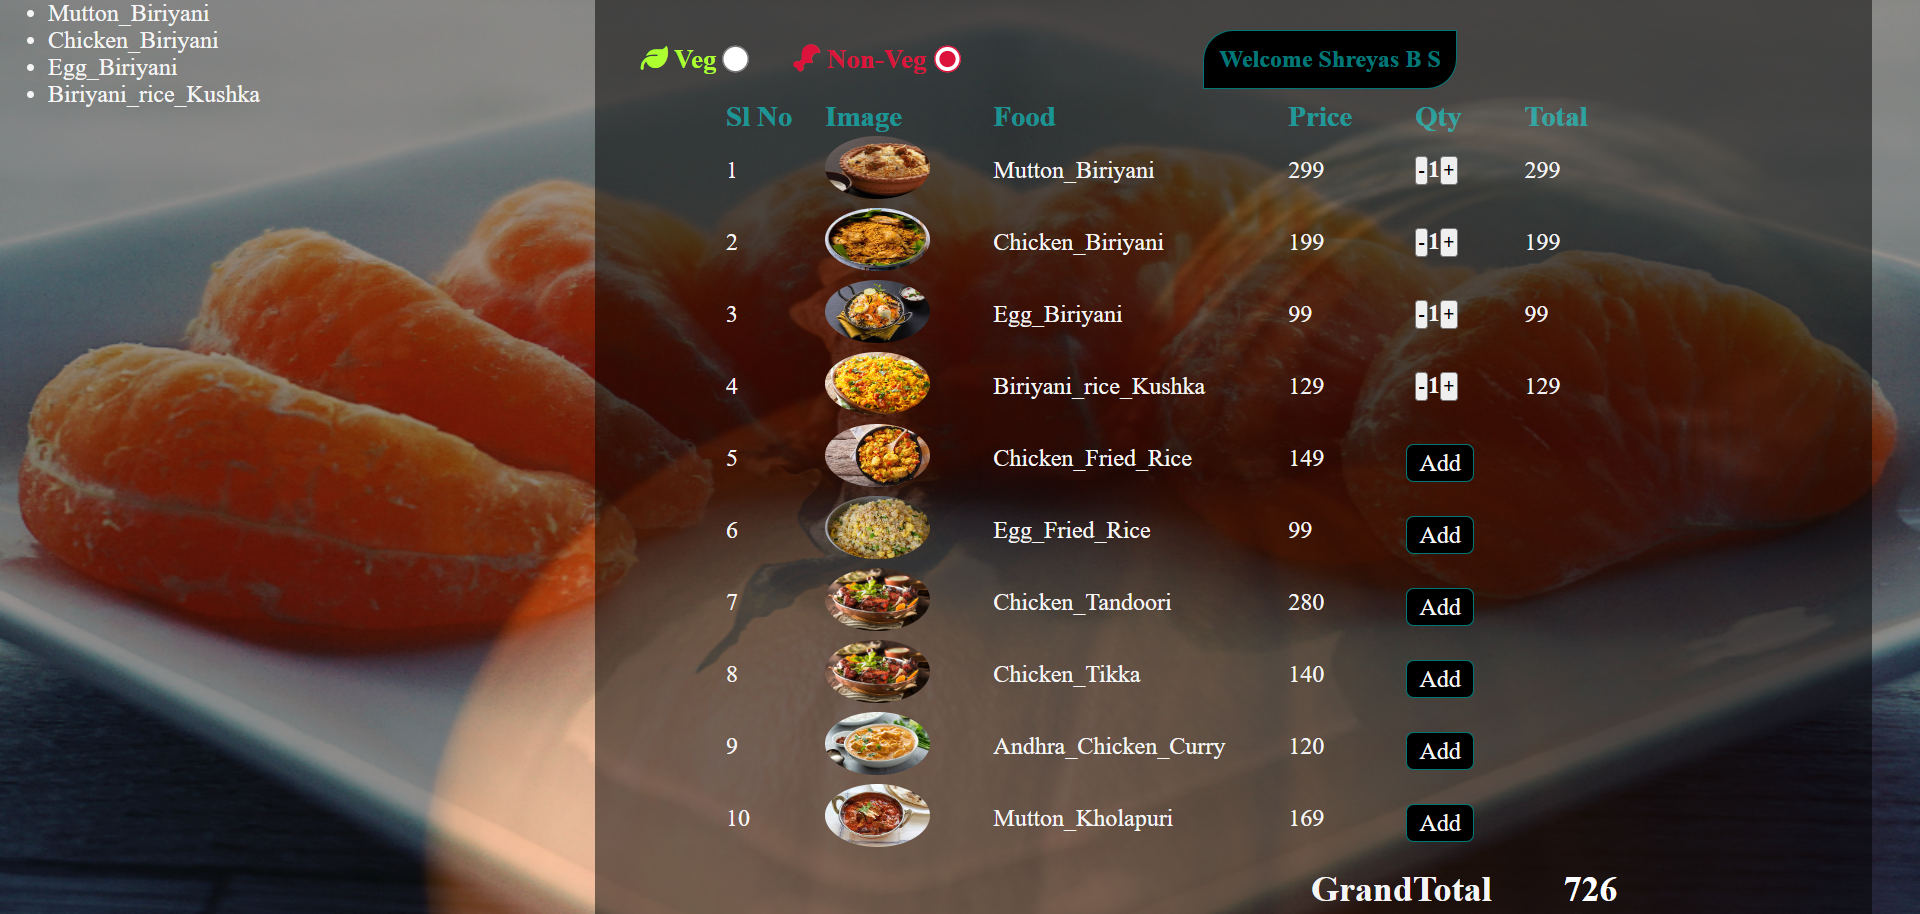 Mutton_Biriyani
Chicken_Biriyani
Egg_Biriyani
Biriyani_rice_Kushka
Veg Non-Veg Welcome Shreyas B S
Sl No Image Food Price Qty Total
1 Mutton_Biriyani 299 -1+ 299
2 Chicken_Biriyani 199 -1+ 199
3 Egg_Biriyani 99 -1+ 99
4 Biriyani_rice_Kushka 129 -1+ 129
5 Chicken_Fried_Rice 149 Add
6 Egg_Fried_Rice 99 Add
7 Chicken_Tandoori 280 Add
8 Chicken_Tikka 140 Add
9 Andhra_Chicken_Curry 120 Add
10 Mutton_Kholapuri 169 Add
GrandTotal 726